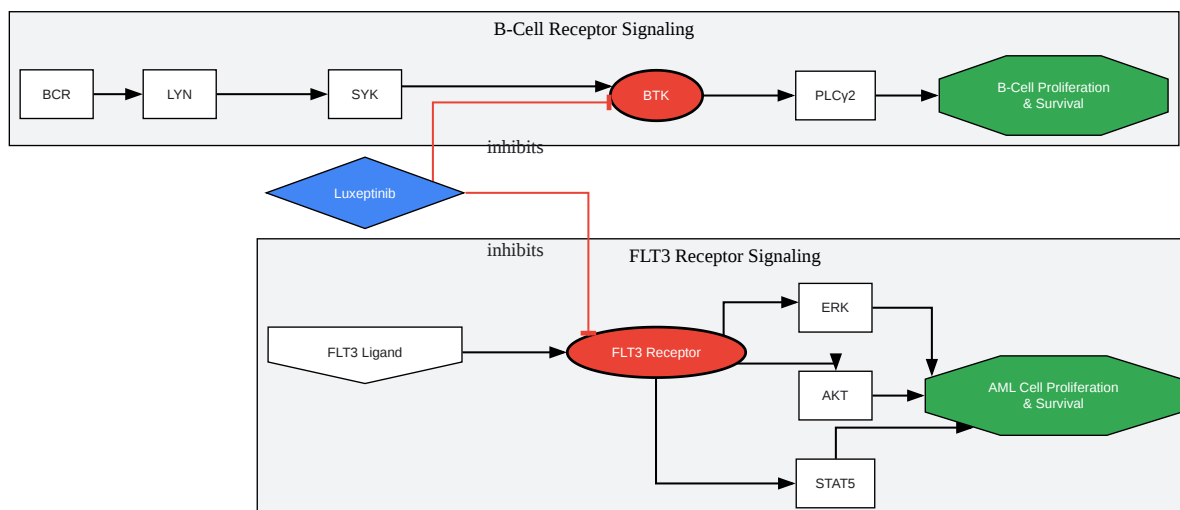 B-Cell Receptor Signaling
BCR
LYN
SYK
BTK
PLCγ2
B-Cell Proliferation
& Survival
inhibits
Luxeptinib
inhibits
FLT3 Receptor Signaling
ERK
FLT3 Ligand
FLT3 Receptor
AKT
AML Cell Proliferation
& Survival
STAT5